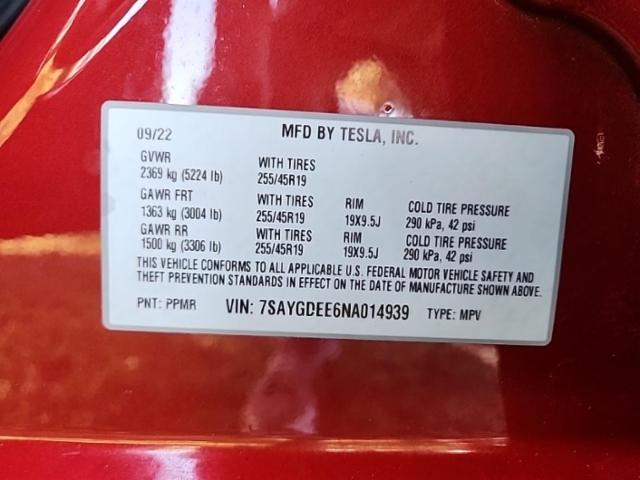 09/22 MFD BY TESLA, INC.
GVWR WITH TIRES
2369 kg (5224 lb) 255/45R19
GAWR FRT WITH TIRES RIM COLD TIRE PRESSURE
1363 kg (3004 lb) 255/45R19 19X9.5J 290 kPa, 42 psi
GAWR RR WITH TIRES RIM COLD TIRE PRESSURE
1500 kg (3306 lb) 255/45R19 19X9.5J 290 kPa, 42 psi
THIS VEHICLE CONFORMS TO ALL APPLICABLE U.S. FEDERAL MOTOR VEHICLE SAFETY AND
THEFT PREVENTION STANDARDS IN EFFECT ON THE DATE OF MANUFACTURE SHOWN ABOVE.
PNT: PPMR VIN: 7SAYGDEE6NA014939 TYPE: MPV